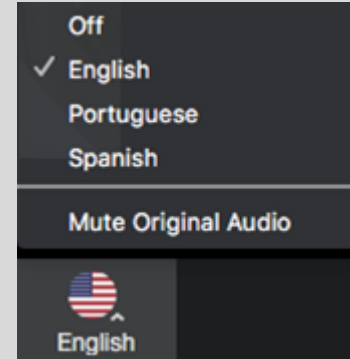 Off
✓ English
Portuguese
Spanish
Mute Original Audio
English